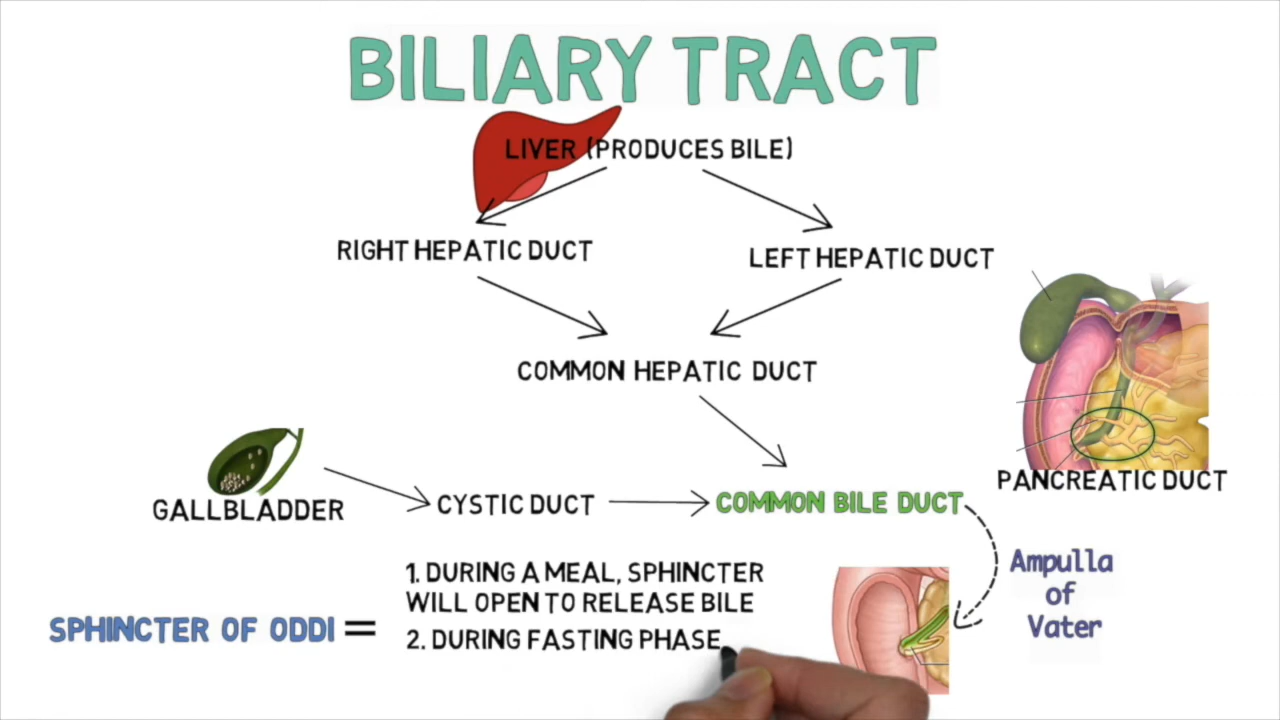 BILIARY TRACT
LIVER (PRODUCES BILE)
RIGHT HEPATIC DUCT
LEFT HEPATIC DUCT
COMMON HEPATIC DUCT
PANCREATIC DUCT
GALLBLADDER
CYSTIC DUCT
COMMON BILE DUCT
Ampulla
of
Vater
SPHINCTER OF ODDI =
1. DURING A MEAL, SPHINCTER
WILL OPEN TO RELEASE BILE
2. DURING FASTING PHASE